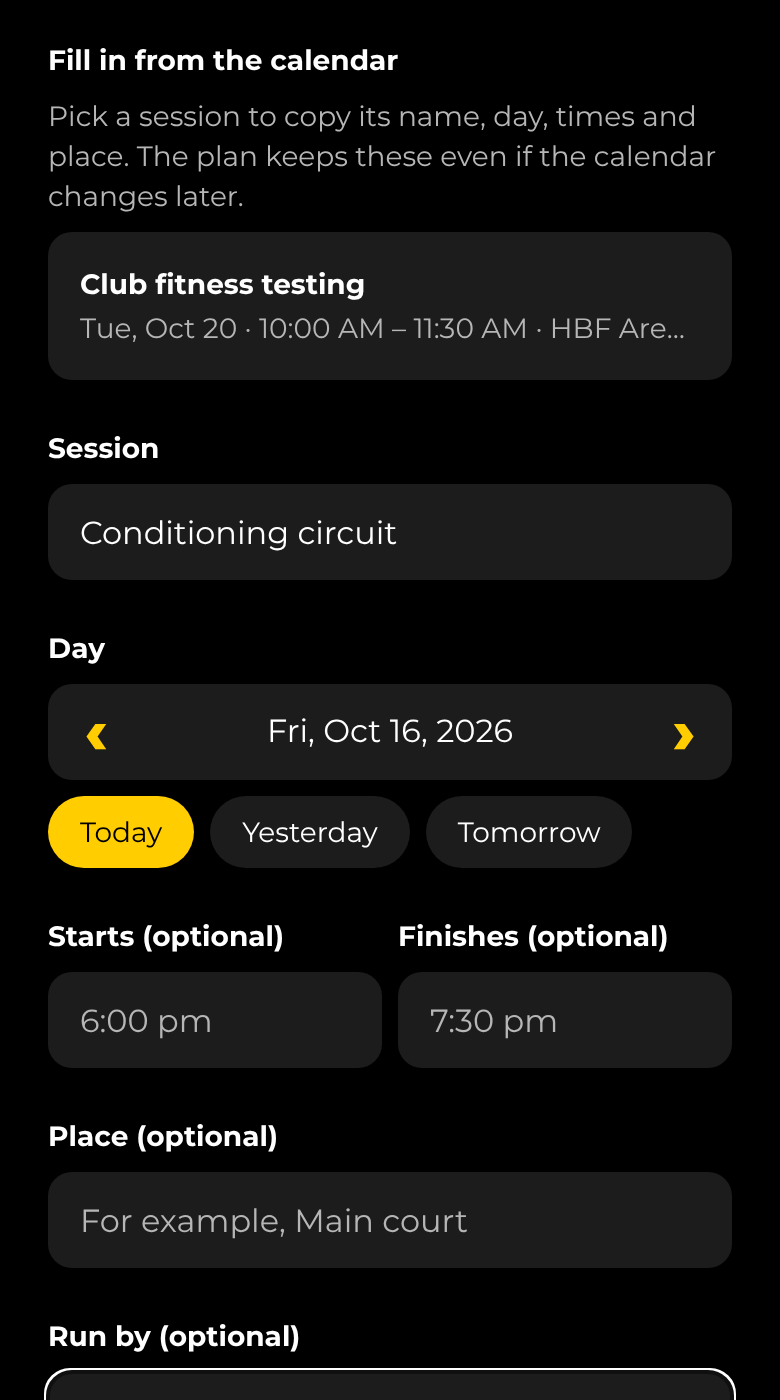 Fill in from the calendar
Pick a session to copy its name, day, times and
place. The plan keeps these even if the calendar
changes later.
Club fitness testing
Tue, Oct 20 · 10:00 AM – 11:30 AM · HBF Are...
Session
Conditioning circuit
Day
‹ Fri, Oct 16, 2026 ›
Today Yesterday Tomorrow
Starts (optional) Finishes (optional)
6:00 pm 7:30 pm
Place (optional)
For example, Main court
Run by (optional)